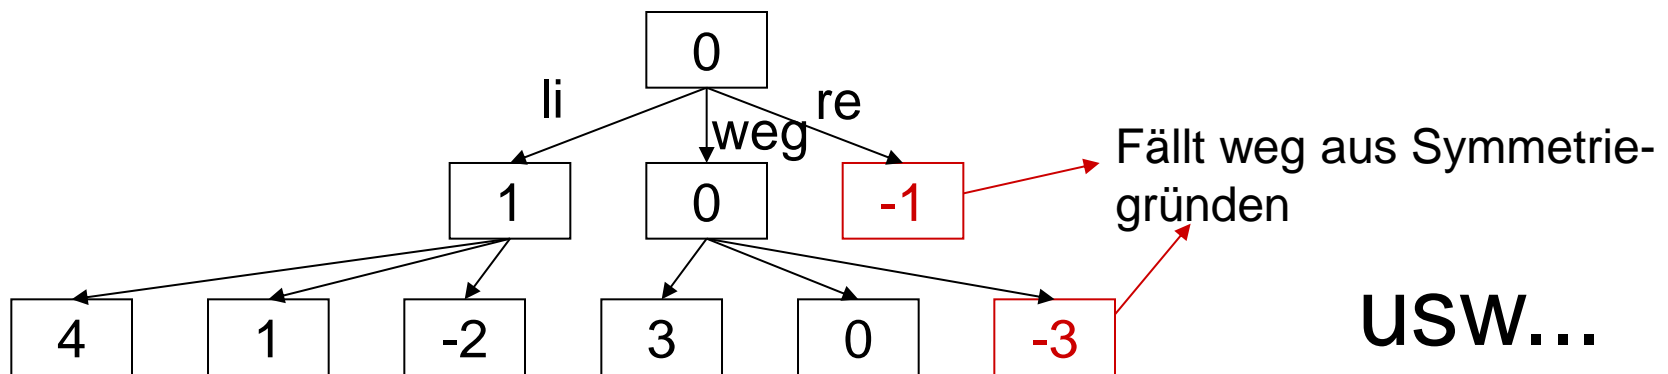 0
li
weg
re
1
0
-1
Fällt weg aus Symmetrie-
gründen
4
1
-2
3
0
-3
usw...